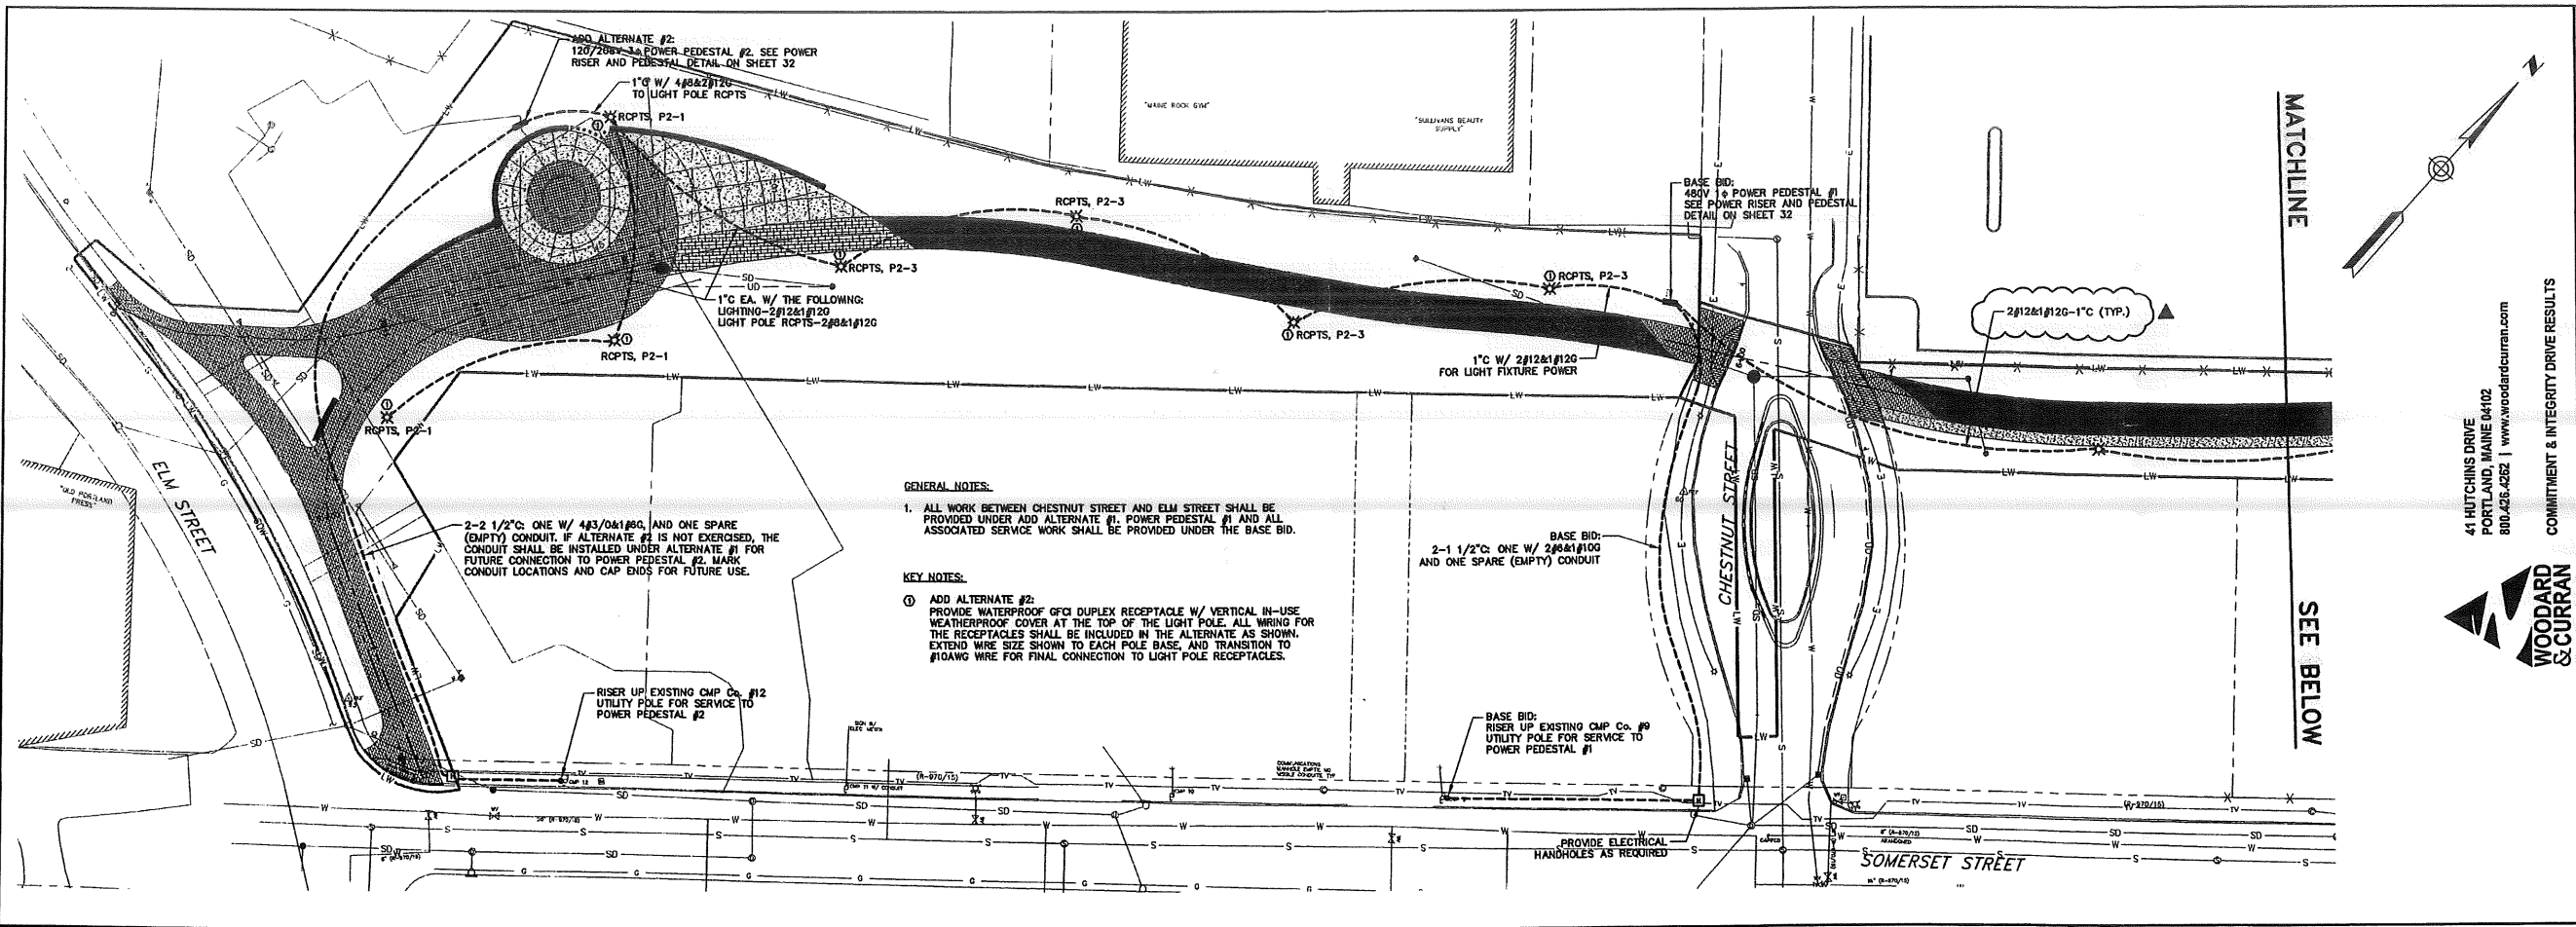 ADD ALTERNATE #2:
120/208V 3ϕ POWER PEDESTAL #2. SEE POWER
RISER AND PEDESTAL DETAIL ON SHEET 32
1"C W/ 4#8&2#12G
TO LIGHT POLE RCPTS
RCPTS, P2-1
"MAINE ROCK GYM"
"SULLIVANS BEAUTY
SUPPLY"
BASE BID:
480V 1ϕ POWER PEDESTAL #1
SEE POWER RISER AND PEDESTAL
DETAIL ON SHEET 32
MATCHLINE
RCPTS, P2-3
RCPTS, P2-3
RCPTS, P2-3
RCPTS, P2-3
1"C EA. W/ THE FOLLOWING:
LIGHTING-2#12&1#12G
LIGHT POLE RCPTS-2#8&1#12G
RCPTS, P2-1
RCPTS, P2-1
1"C W/ 2#12&1#12G
FOR LIGHT FIXTURE POWER
2#12&1#12G-1"C (TYP.)
"OLD PORTLAND
PRESS"
ELM STREET
2-2 1/2"C: ONE W/ 4#3/0&1#6G, AND ONE SPARE
(EMPTY) CONDUIT. IF ALTERNATE #2 IS NOT EXERCISED, THE
CONDUIT SHALL BE INSTALLED UNDER ALTERNATE #1 FOR
FUTURE CONNECTION TO POWER PEDESTAL #2. MARK
CONDUIT LOCATIONS AND CAP ENDS FOR FUTURE USE.
GENERAL NOTES:
1. ALL WORK BETWEEN CHESTNUT STREET AND ELM STREET SHALL BE
PROVIDED UNDER ADD ALTERNATE #1. POWER PEDESTAL #1 AND ALL
ASSOCIATED SERVICE WORK SHALL BE PROVIDED UNDER THE BASE BID.
KEY NOTES:
① ADD ALTERNATE #2:
PROVIDE WATERPROOF GFCI DUPLEX RECEPTACLE W/ VERTICAL IN-USE
WEATHERPROOF COVER AT THE TOP OF THE LIGHT POLE. ALL WIRING FOR
THE RECEPTACLES SHALL BE INCLUDED IN THE ALTERNATE AS SHOWN.
EXTEND WIRE SIZE SHOWN TO EACH POLE BASE, AND TRANSITION TO
#10AWG WIRE FOR FINAL CONNECTION TO LIGHT POLE RECEPTACLES.
BASE BID:
2-1 1/2"C: ONE W/ 2#8&1#10G
AND ONE SPARE (EMPTY) CONDUIT
CHESTNUT STREET
RISER UP EXISTING CMP Co. #12
UTILITY POLE FOR SERVICE TO
POWER PEDESTAL #2
BASE BID:
RISER UP EXISTING CMP Co. #9
UTILITY POLE FOR SERVICE TO
POWER PEDESTAL #1
PROVIDE ELECTRICAL
HANDHOLES AS REQUIRED
SOMERSET STREET
SEE BELOW
41 HUTCHINS DRIVE
PORTLAND, MAINE 04102
800.426.4262 | www.woodardcurran.com
COMMITMENT & INTEGRITY DRIVE RESULTS
WOODARD
& CURRAN